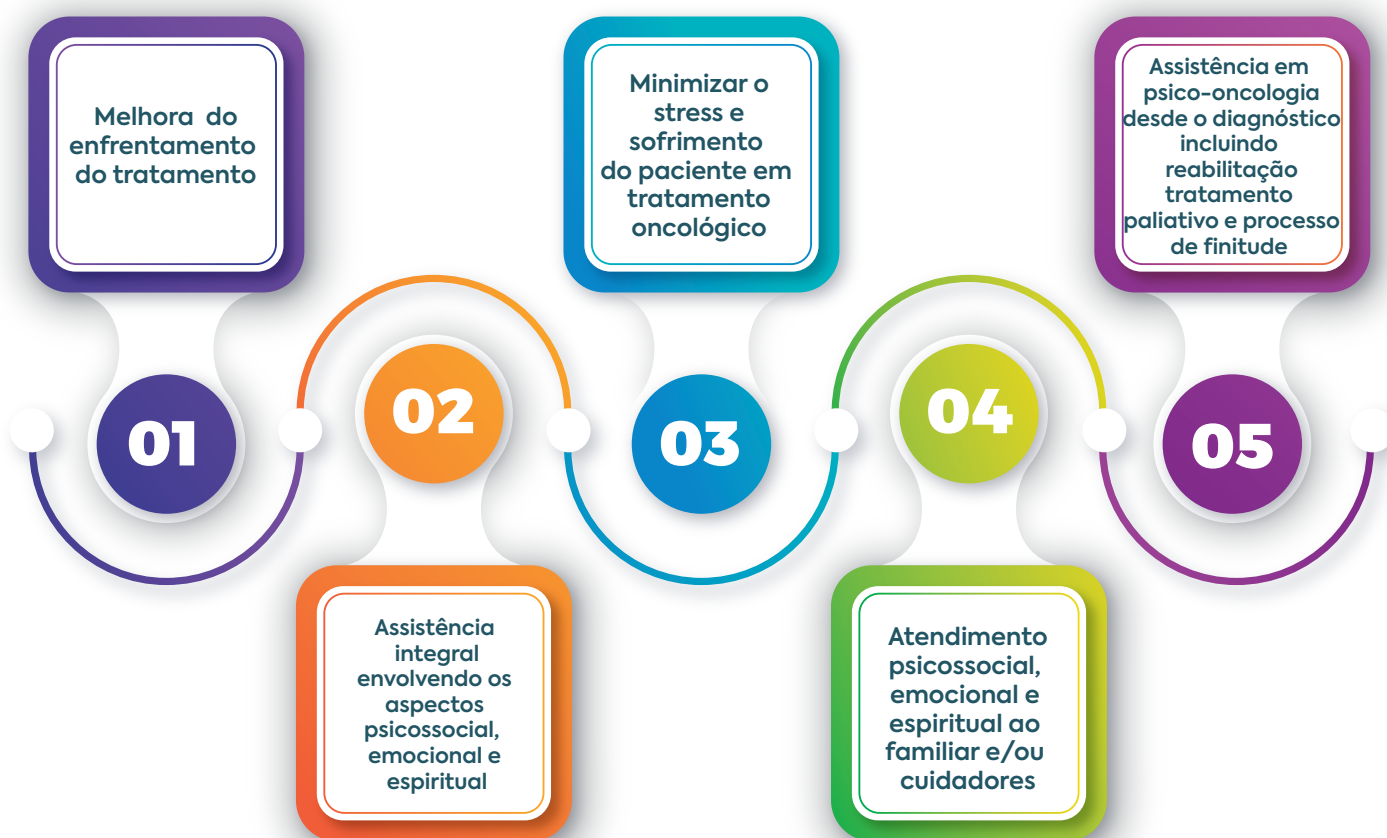 Melhora do
enfrentamento
do tratamento
01
02
Assistência
integral
envolvendo os
aspectos
psicossocial,
emocional e
espiritual
Minimizar o
stress e
sofrimento
do paciente em
tratamento
oncológico
03
04
Atendimento
psicossocial,
emocional e
espiritual ao
familiar e/ou
cuidadores
Assistência em
psico-oncologia
desde o diagnóstico
incluindo
reabilitação
tratamento
paliativo e processo
de finitude
05